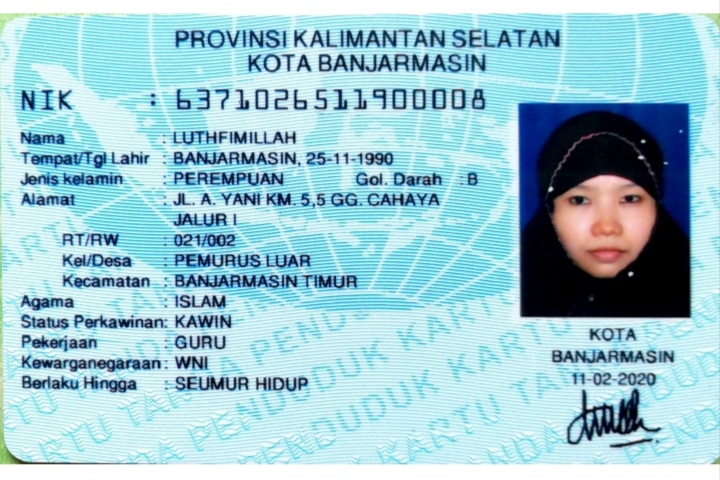 PROVINSI KALIMANTAN SELATAN
KOTA BANJARMASIN
NIK : 6371026511900008
Nama : LUTHFIMILLAH
Tempat/Tgl Lahir : BANJARMASIN, 25-11-1990
Jenis kelamin : PEREMPUAN Gol. Darah : B
Alamat : JL. A. YANI KM. 5,5 GG. CAHAYA
JALUR I
RT/RW : 021/002
Kel/Desa : PEMURUS LUAR
Kecamatan : BANJARMASIN TIMUR
Agama : ISLAM
Status Perkawinan: KAWIN
Pekerjaan : GURU
Kewarganegaraan: WNI
Berlaku Hingga : SEUMUR HIDUP
KOTA
BANJARMASIN
11-02-2020